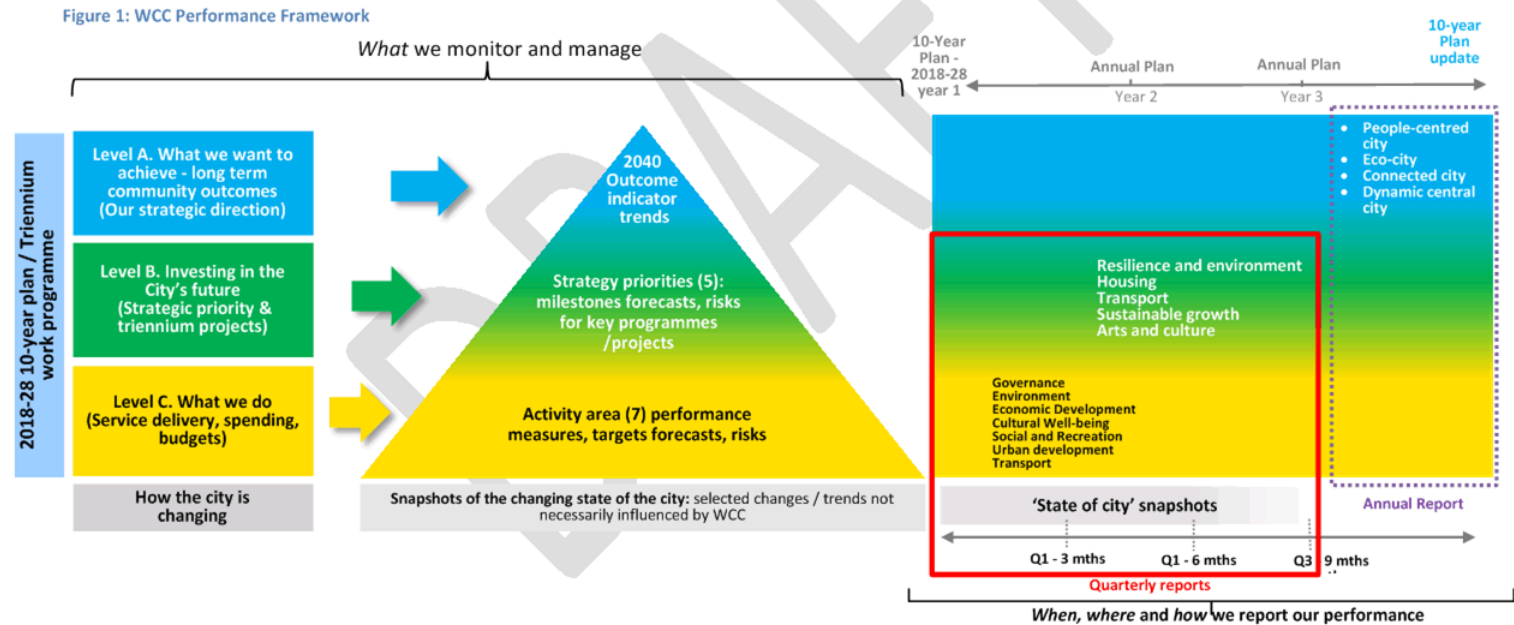 Figure 1: WCC Performance Framework
What we monitor and manage
10-Year
Plan -
2018-28
year 1
Annual Plan
Year 2
Annual Plan
Year 3
10-year
Plan
update
2018-28 10-year plan / Triennium
work programme
Level A. What we want to
achieve - long term
community outcomes
(Our strategic direction)
Level B. Investing in the
City's future
(Strategic priority &
triennium projects)
Level C. What we do
(Service delivery, spending,
budgets)
How the city is
changing
2040
Outcome
indicator
trends
Strategy priorities (5):
milestones forecasts, risks
for key programmes
/projects
Activity area (7) performance
measures, targets forecasts, risks
Snapshots of the changing state of the city: selected changes / trends not
necessarily influenced by WCC
• People-centred
city
• Eco-city
• Connected city
• Dynamic central
city
Resilience and environment
Housing
Transport
Sustainable growth
Arts and culture
Governance
Environment
Economic Development
Cultural Well-being
Social and Recreation
Urban development
Transport
'State of city' snapshots
Annual Report
Q1 - 3 mths
Q1 - 6 mths
Q3 - 9 mths
Quarterly reports
When, where and how we report our performance
DRAFT